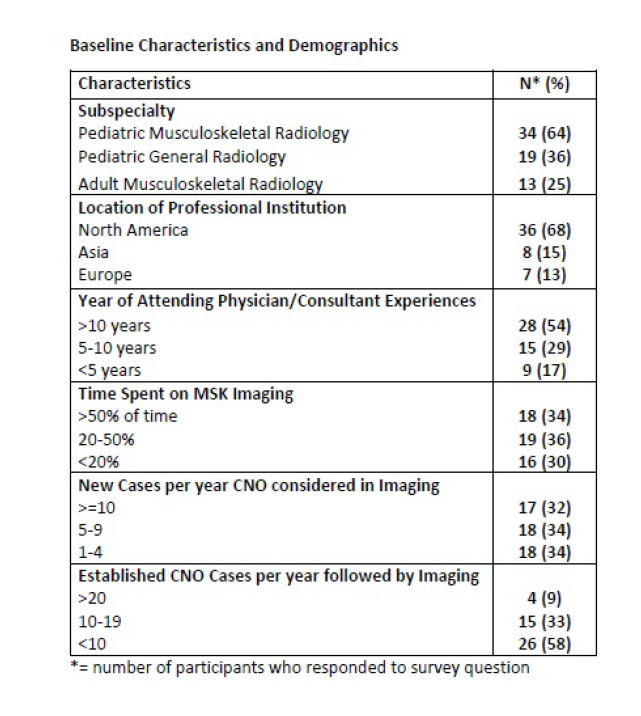 Baseline Characteristics and Demographics
Characteristics N* (%)
Subspecialty
Pediatric Musculoskeletal Radiology 34 (64)
Pediatric General Radiology 19 (36)
Adult Musculoskeletal Radiology 13 (25)
Location of Professional Institution
North America 36 (68)
Asia 8 (15)
Europe 7 (13)
Year of Attending Physician/Consultant Experiences
>10 years 28 (54)
5-10 years 15 (29)
<5 years 9 (17)
Time Spent on MSK Imaging
>50% of time 18 (34)
20-50% 19 (36)
<20% 16 (30)
New Cases per year CNO considered in Imaging
>=10 17 (32)
5-9 18 (34)
1-4 18 (34)
Established CNO Cases per year followed by Imaging
>20 4 (9)
10-19 15 (33)
<10 26 (58)
*= number of participants who responded to survey question